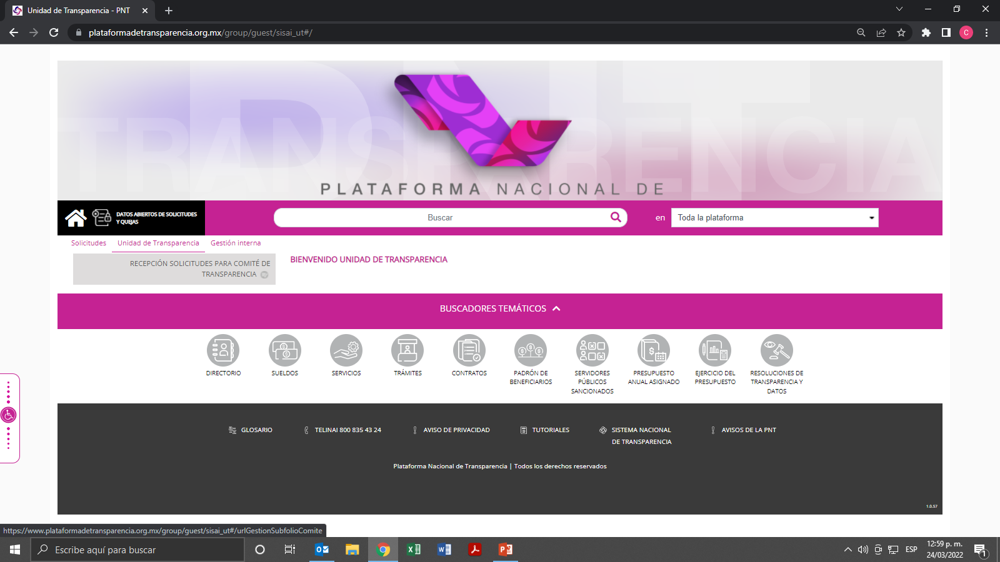 Unidad de Transparencia - PNT
plataformadetransparencia.org.mx/group/guest/sisai_ut#/
C
TRANSPARENCIA
PLATAFORMA NACIONAL DE
DATOS ABIERTOS DE SOLICITUDES
Y QUEJAS
Buscar
en
Toda la plataforma
Solicitudes
Unidad de Transparencia
Gestión interna
RECEPCIÓN SOLICITUDES PARA COMITÉ DE
TRANSPARENCIA
BIENVENIDO UNIDAD DE TRANSPARENCIA
BUSCADORES TEMÁTICOS
DIRECTORIO
SUELDOS
SERVICIOS
TRÁMITES
CONTRATOS
PADRÓN DE
BENEFICIARIOS
SERVIDORES
PÚBLICOS
SANCIONADOS
PRESUPUESTO
ANUAL ASIGNADO
EJERCICIO DEL
PRESUPUESTO
RESOLUCIONES DE
TRANSPARENCIA Y
DATOS
GLOSARIO
TELINAI 800 835 43 24
AVISO DE PRIVACIDAD
TUTORIALES
SISTEMA NACIONAL
DE TRANSPARENCIA
AVISOS DE LA PNT
Plataforma Nacional de Transparencia | Todos los derechos reservados
1.0.57
https://www.plataformadetransparencia.org.mx/group/guest/sisai_ut#/urlGestionSubfolioComite
Escribe aquí para buscar
ESP
12:59 p. m.
24/03/2022
1